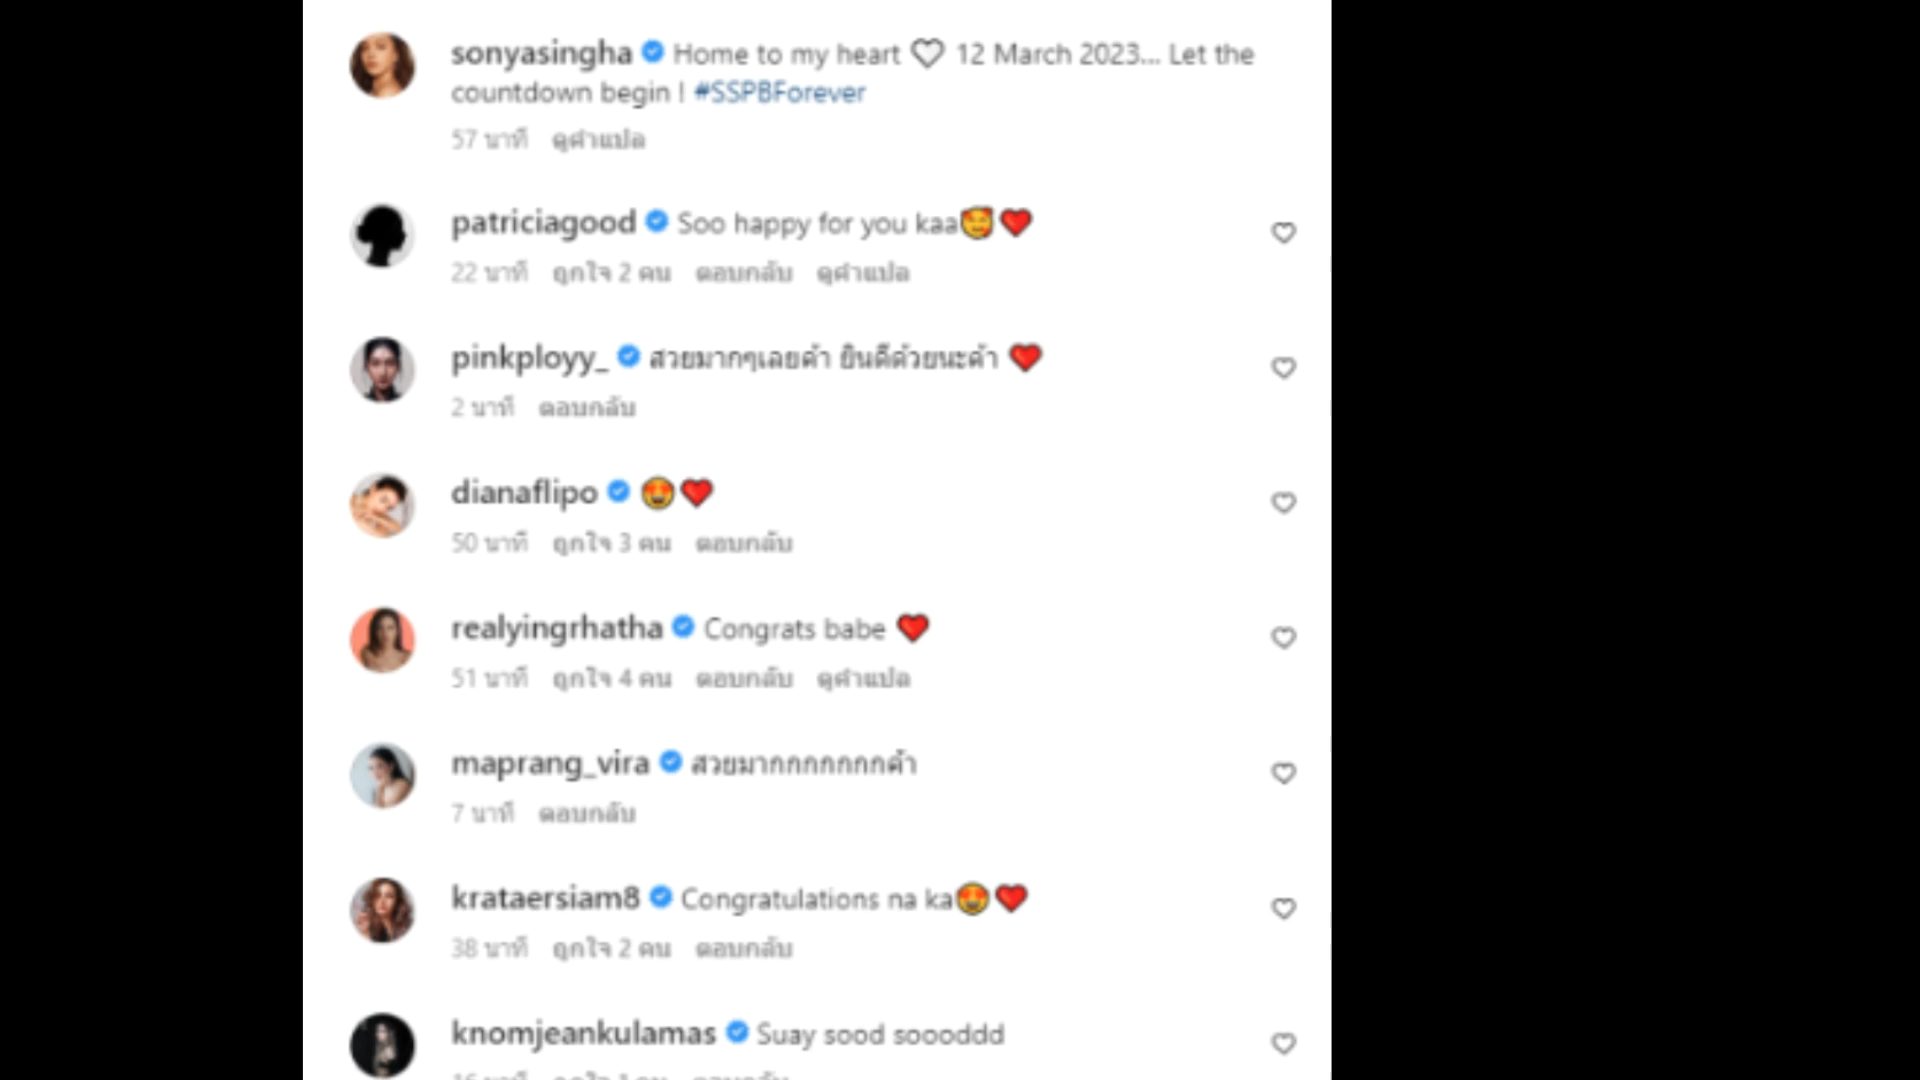 sonyasingha Home to my heart 🤍 12 March 2023... Let the
countdown begin ! #SSPBForever
57 นาที ดูคำแปล
patriciagood Soo happy for you kaa🥰❤️
22 นาที ถูกใจ 2 คน ตอบกลับ ดูคำแปล
pinkployy_ สวยมากๆเลยค้า ยินดีด้วยนะค้า ❤️
2 นาที ตอบกลับ
dianaflipo 😍❤️
50 นาที ถูกใจ 3 คน ตอบกลับ
realyingrhatha Congrats babe ❤️
51 นาที ถูกใจ 4 คน ตอบกลับ ดูคำแปล
maprang_vira สวยมากกกกกกกค้า
7 นาที ตอบกลับ
krataersiam8 Congratulations na ka😍❤️
38 นาที ถูกใจ 2 คน ตอบกลับ
knomjeankulamas Suay sood soooddd